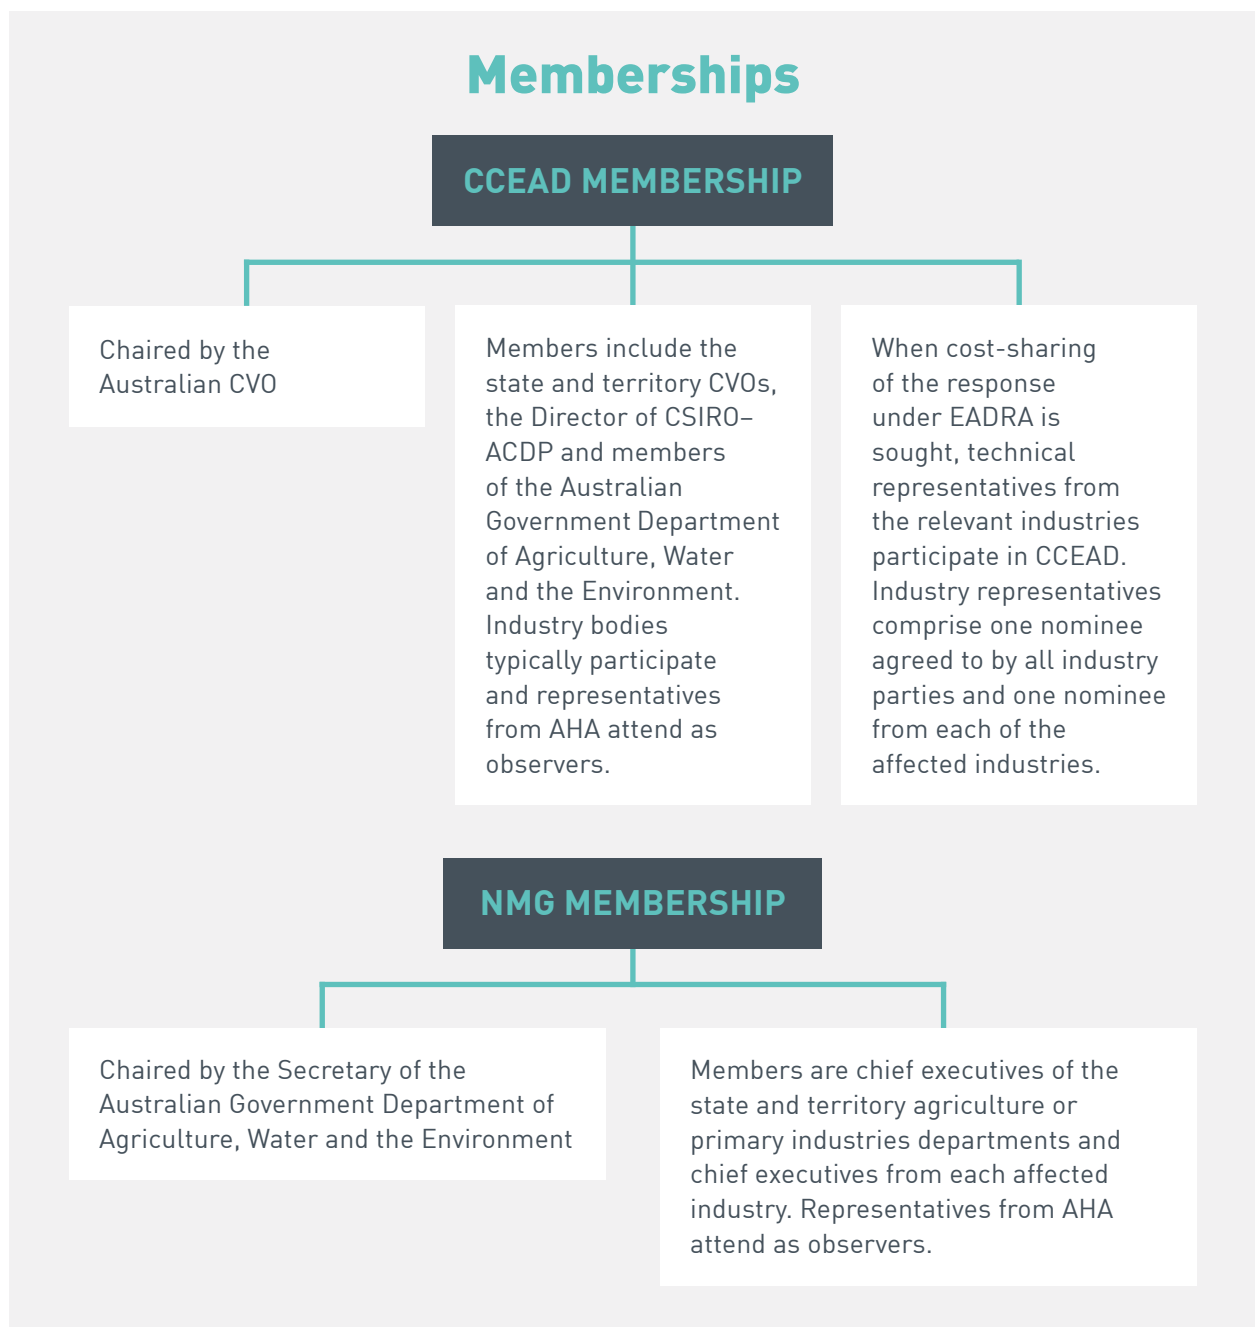 Memberships
CCEAD MEMBERSHIP
Chaired by the
Australian CVO
Members include the
state and territory CVOs,
the Director of CSIRO–
ACDP and members
of the Australian
Government Department
of Agriculture, Water
and the Environment.
Industry bodies
typically participate
and representatives
from AHA attend as
observers.
When cost-sharing
of the response
under EADRA is
sought, technical
representatives from
the relevant industries
participate in CCEAD.
Industry representatives
comprise one nominee
agreed to by all industry
parties and one nominee
from each of the
affected industries.
NMG MEMBERSHIP
Chaired by the Secretary of the
Australian Government Department of
Agriculture, Water and the Environment
Members are chief executives of the
state and territory agriculture or
primary industries departments and
chief executives from each affected
industry. Representatives from AHA
attend as observers.